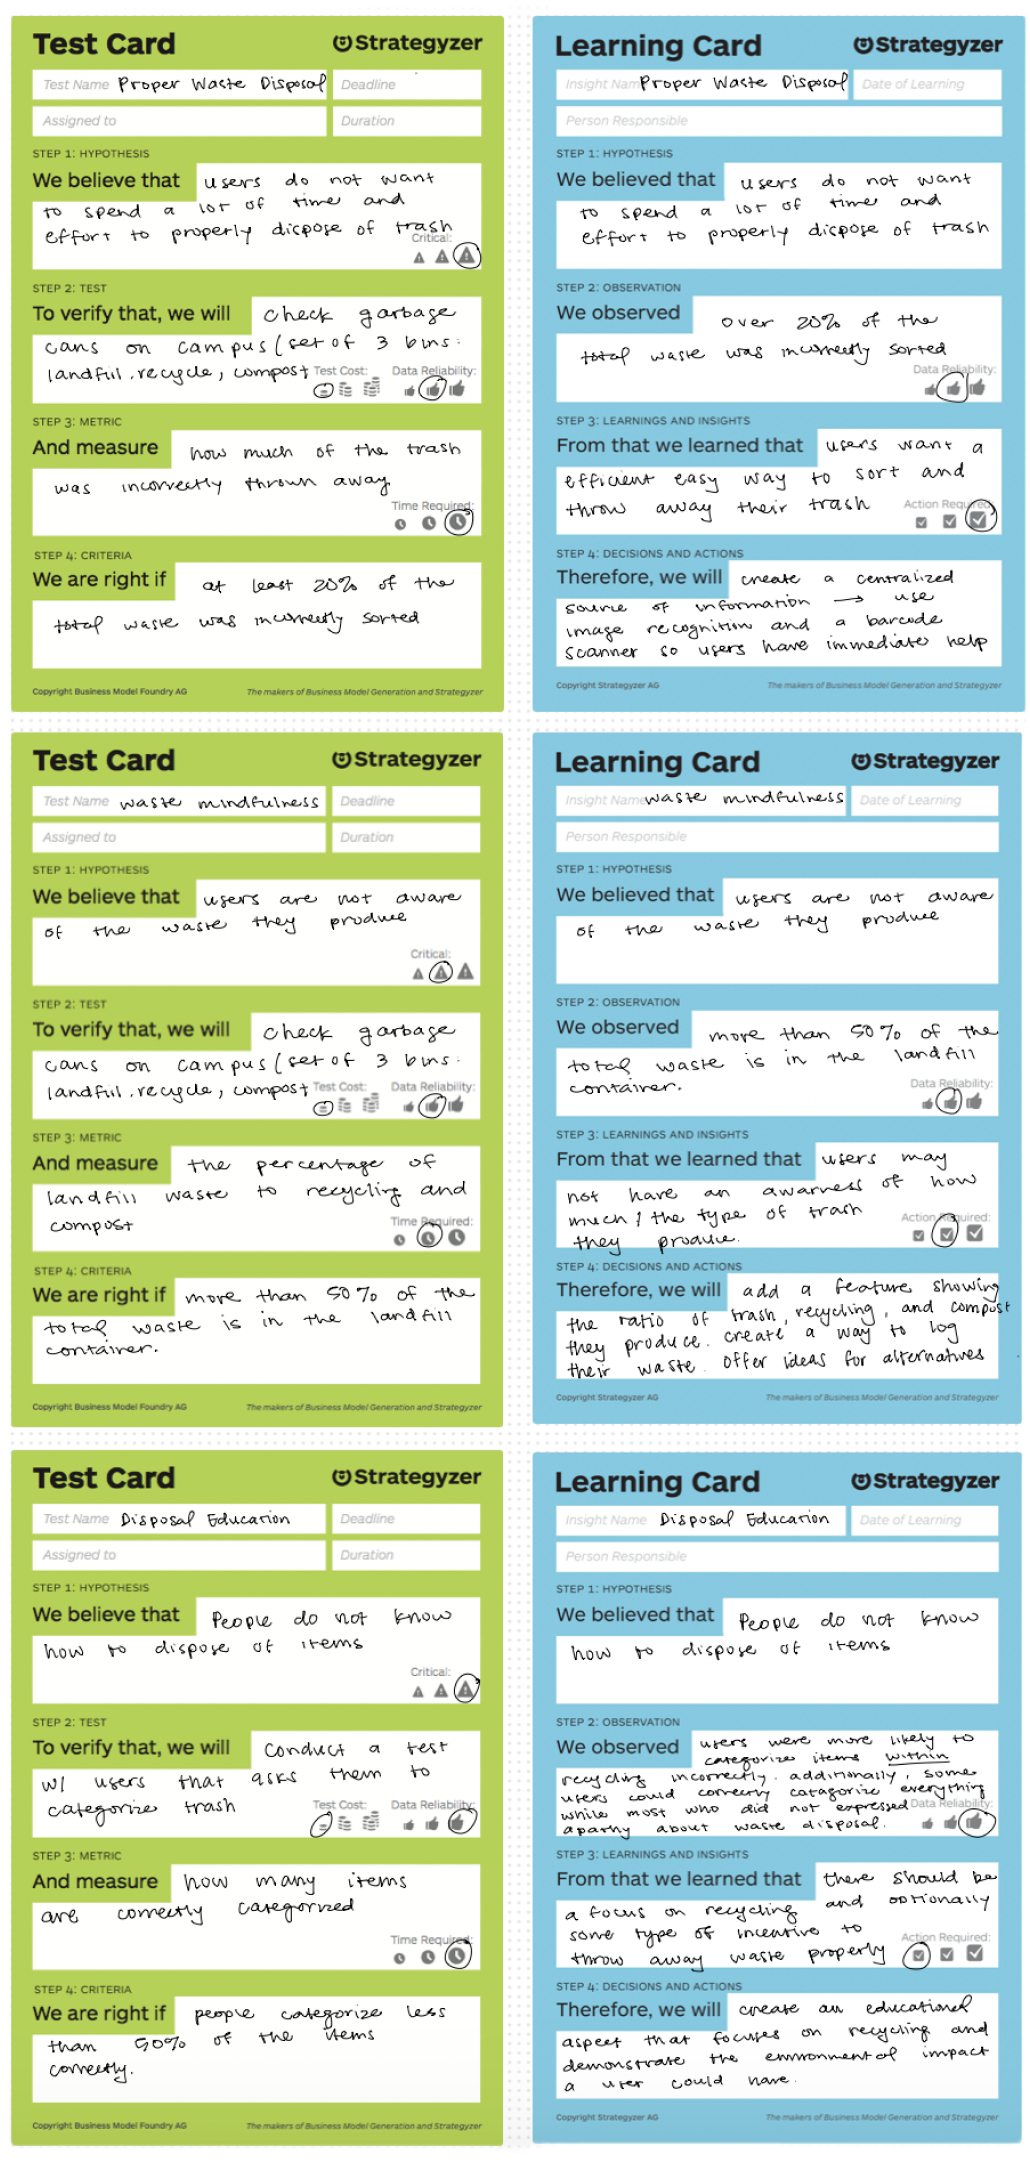 Test Card
Strategyzer
Test Name Proper Waste Disposal
Deadline
Assigned to
Duration
STEP 1: HYPOTHESIS
We believe that users do not want
to spend a lot of time and
effort to properly dispose of trash
Critical:
STEP 2: TEST
To verify that, we will check garbage
cans on campus (set of 3 bins:
landfill, recycle, compost
Test Cost:
Data Reliability:
STEP 3: METRIC
And measure how much of the trash
was incorrectly thrown away
Time Required:
STEP 4: CRITERIA
We are right if at least 20% of the
total waste was incorrectly sorted
Copyright Business Model Foundry AG
The makers of Business Model Generation and Strategyzer
Learning Card
Strategyzer
Insight Name Proper Waste Disposal
Date of Learning
Person Responsible
STEP 1: HYPOTHESIS
We believed that users do not want
to spend a lot of time and
effort to properly dispose of trash
STEP 2: OBSERVATION
We observed over 20% of the
total waste was incorrectly sorted
Data Reliability:
STEP 3: LEARNINGS AND INSIGHTS
From that we learned that users want a
efficient easy way to sort and
throw away their trash
Action Required:
STEP 4: DECISIONS AND ACTIONS
Therefore, we will create a centralized
source of information → use
image recognition and a barcode
scanner so users have immediate help
Copyright Strategyzer AG
The makers of Business Model Generation and Strategyzer
Test Card
Strategyzer
Test Name waste mindfulness
Deadline
Assigned to
Duration
STEP 1: HYPOTHESIS
We believe that users are not aware
of the waste they produce
Critical:
STEP 2: TEST
To verify that, we will check garbage
cans on campus (set of 3 bins:
landfill, recycle, compost
Test Cost:
Data Reliability:
STEP 3: METRIC
And measure the percentage of
landfill waste to recycling and
compost
Time Required:
STEP 4: CRITERIA
We are right if more than 50% of the
total waste is in the landfill
container.
Copyright Business Model Foundry AG
The makers of Business Model Generation and Strategyzer
Learning Card
Strategyzer
Insight Name waste mindfulness
Date of Learning
Person Responsible
STEP 1: HYPOTHESIS
We believed that users are not aware
of the waste they produce
STEP 2: OBSERVATION
We observed more than 50% of the
total waste is in the landfill
container.
Data Reliability:
STEP 3: LEARNINGS AND INSIGHTS
From that we learned that users may
not have an awarness of how
much / the type of trash
they produce.
Action Required:
STEP 4: DECISIONS AND ACTIONS
Therefore, we will add a feature showing
the ratio of trash, recycling, and compost
they produce. create a way to log
their waste. Offer ideas for alternatives
Copyright Strategyzer AG
The makers of Business Model Generation and Strategyzer
Test Card
Strategyzer
Test Name Disposal Education
Deadline
Assigned to
Duration
STEP 1: HYPOTHESIS
We believe that People do not know
how to dispose of items
Critical:
STEP 2: TEST
To verify that, we will conduct a test
w/ users that asks them to
categorize trash
Test Cost:
Data Reliability:
STEP 3: METRIC
And measure how many items
are correctly categorized
Time Required:
STEP 4: CRITERIA
We are right if people categorize less
than 50% of the items
correctly.
Copyright Business Model Foundry AG
The makers of Business Model Generation and Strategyzer
Learning Card
Strategyzer
Insight Name Disposal Education
Date of Learning
Person Responsible
STEP 1: HYPOTHESIS
We believed that People do not know
how to dispose of items
STEP 2: OBSERVATION
We observed users were more likely to
categorize items within
recycling incorrectly. additionally, some
users could correctly catagorize everything
while most who did not expressed
apathy about waste disposal.
Data Reliability:
STEP 3: LEARNINGS AND INSIGHTS
From that we learned that there should be
a focus on recycling and optionally
some type of incentive to
throw away waste properly
Action Required:
STEP 4: DECISIONS AND ACTIONS
Therefore, we will create an educational
aspect that focuses on recycling and
demonstrate the environmental impact
a user could have.
Copyright Strategyzer AG
The makers of Business Model Generation and Strategyzer